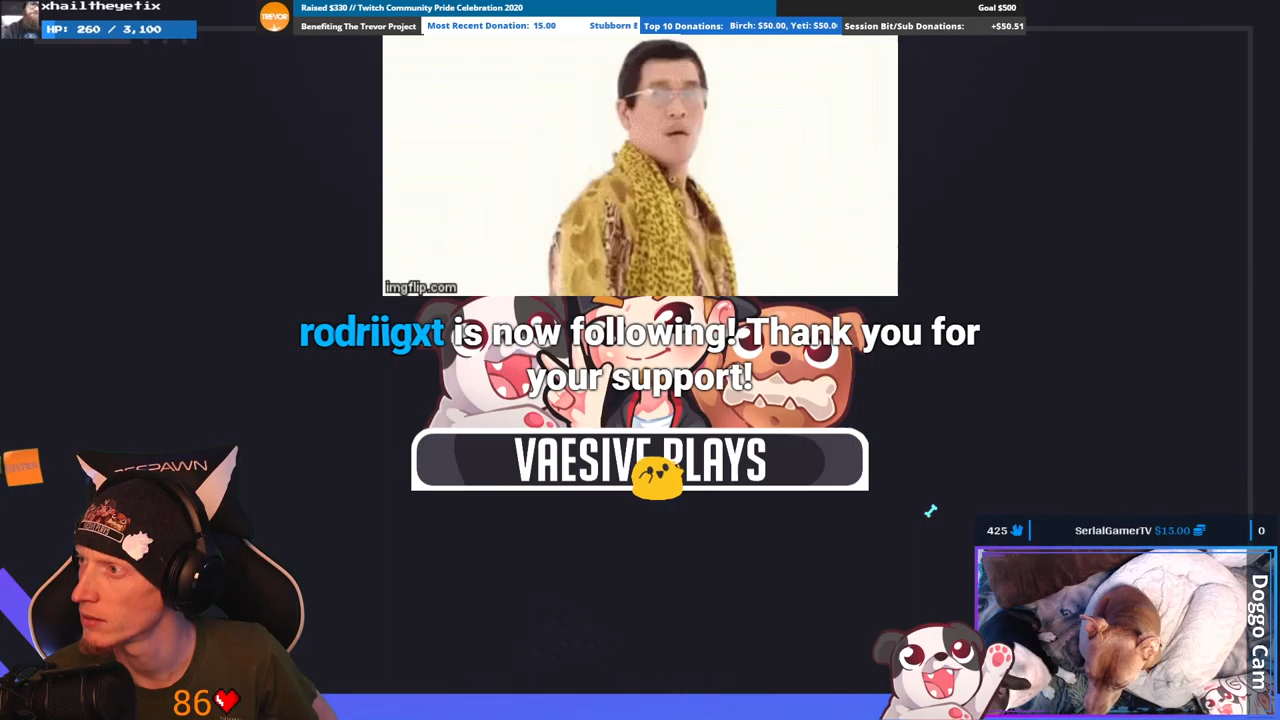 xhailtheyetix
HP: 260 / 3,100
TREVOR
Raised $330 // Twitch Community Pride Celebration 2020
Goal $500
Benefiting The Trevor Project
Most Recent Donation: 15.00
Stubborn
Top 10 Donations:
Birch: $50.00, Yeti: $50.0
Session Bit/Sub Donations:
+$50.51
imgflip.com
rodriigxt is now following! Thank you for
your support!
VAESIVE PLAYS
425
SerialGamerTV $15.00
0
Doggo Cam
86